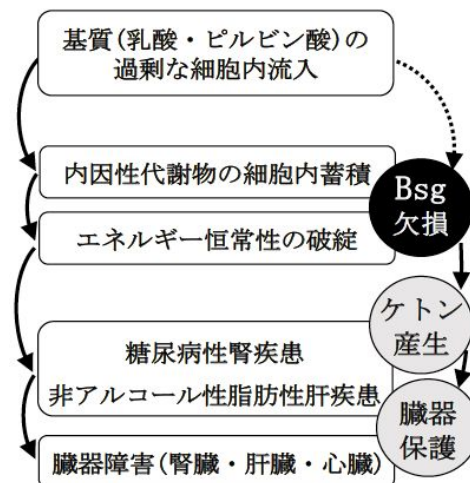 基質(乳酸・ピルビン酸)の
過剰な細胞内流入
内因性代謝物の細胞内蓄積
Bsg
欠損
エネルギー恒常性の破綻
ケトン
産生
糖尿病性腎疾患
非アルコール性脂肪性肝疾患
臓器
保護
臓器障害(腎臓・肝臓・心臓)